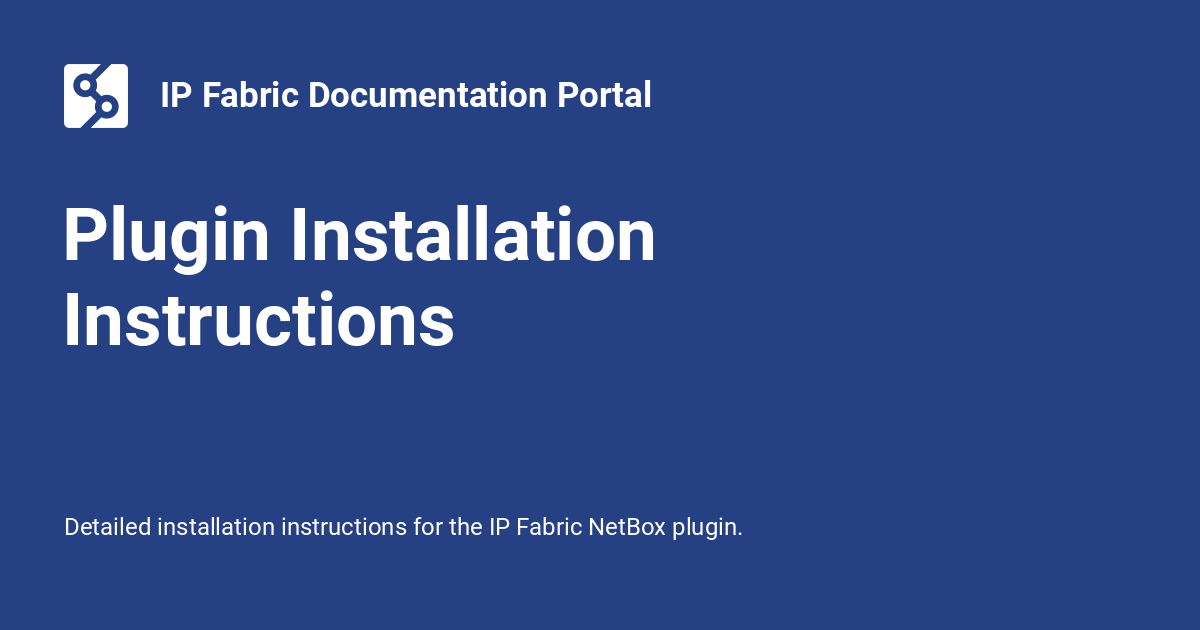 IP Fabric Documentation Portal
Plugin Installation
Instructions
Detailed installation instructions for the IP Fabric NetBox plugin.